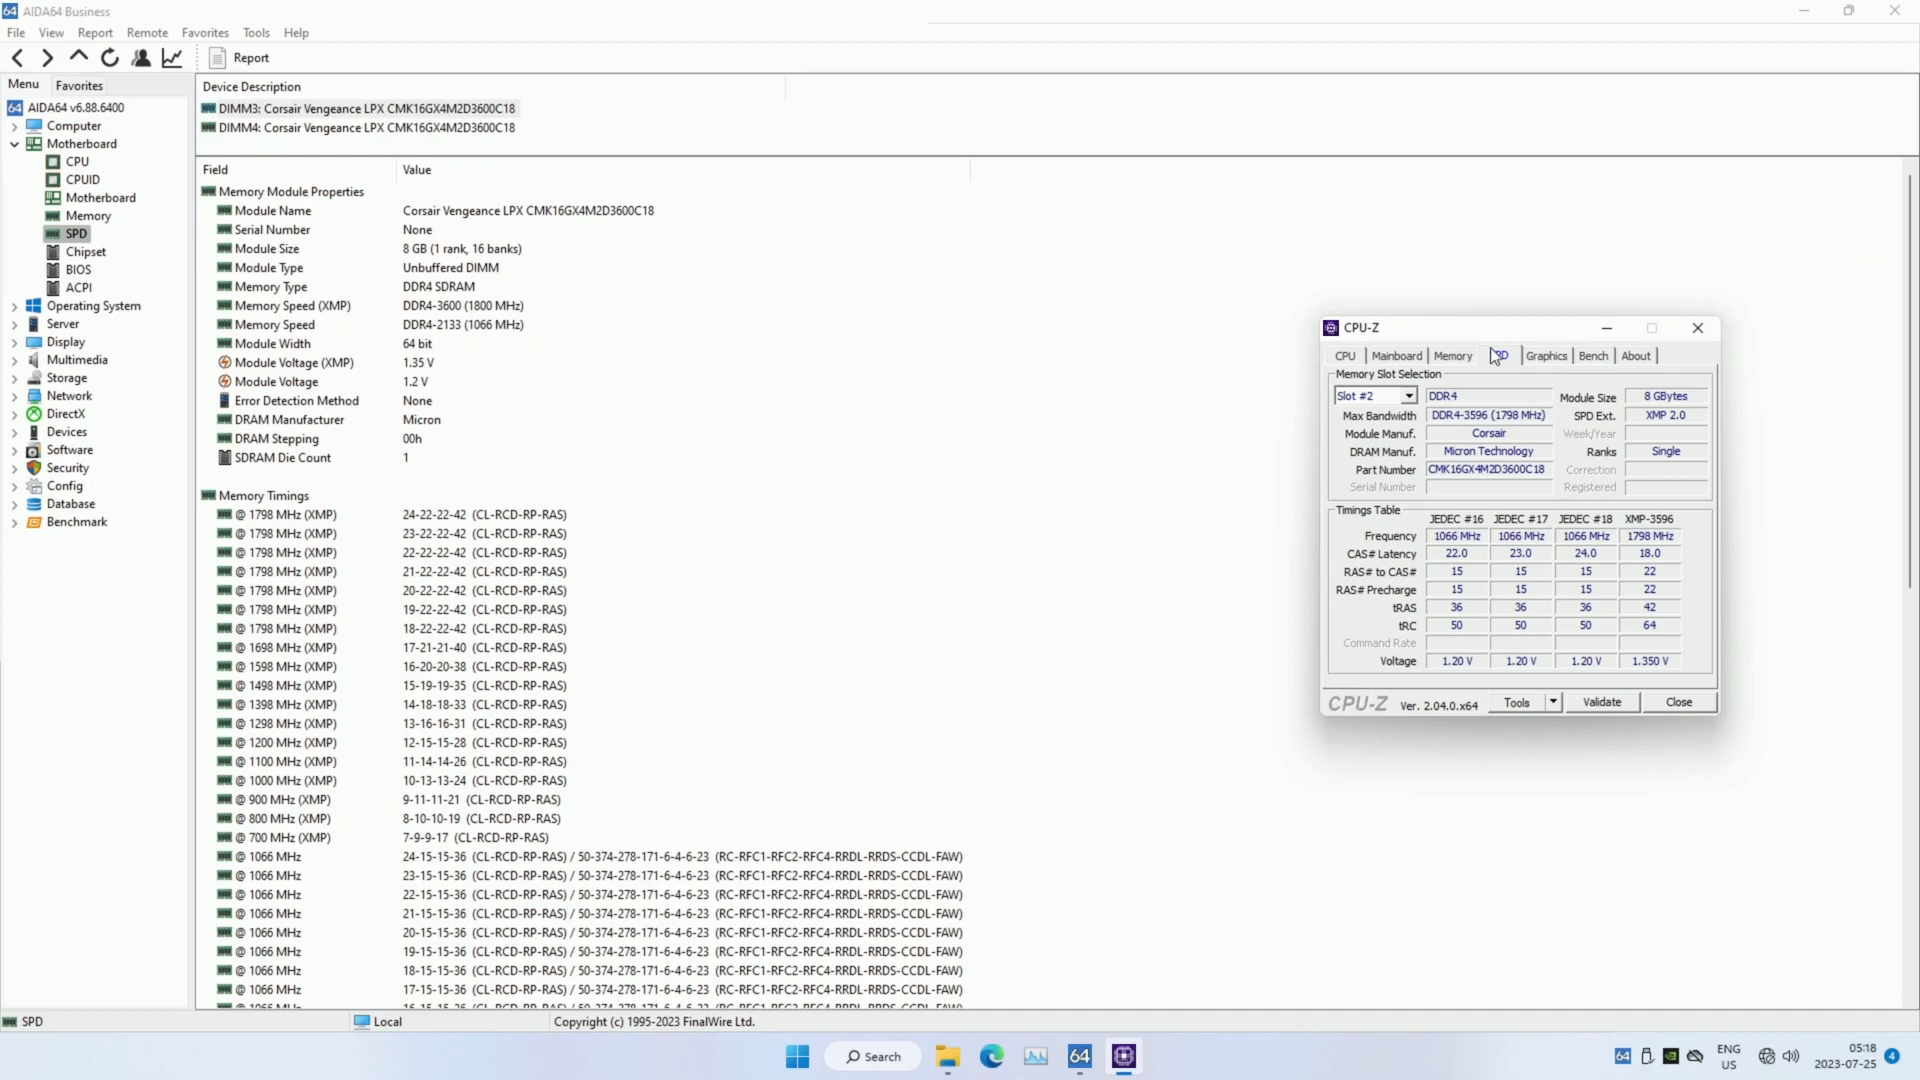 64 AIDA64 Business
File View Report Remote Favorites Tools Help
Report
Menu Favorites
64 AIDA64 v6.88.6400
Computer
Motherboard
CPU
CPUID
Motherboard
Memory
SPD
Chipset
BIOS
ACPI
Operating System
Server
Display
Multimedia
Storage
Network
DirectX
Devices
Software
Security
Config
Database
Benchmark
Device Description
DIMM3: Corsair Vengeance LPX CMK16GX4M2D3600C18
DIMM4: Corsair Vengeance LPX CMK16GX4M2D3600C18
Field Value
Memory Module Properties
Module Name Corsair Vengeance LPX CMK16GX4M2D3600C18
Serial Number None
Module Size 8 GB (1 rank, 16 banks)
Module Type Unbuffered DIMM
Memory Type DDR4 SDRAM
Memory Speed (XMP) DDR4-3600 (1800 MHz)
Memory Speed DDR4-2133 (1066 MHz)
Module Width 64 bit
Module Voltage (XMP) 1.35 V
Module Voltage 1.2 V
Error Detection Method None
DRAM Manufacturer Micron
DRAM Stepping 00h
SDRAM Die Count 1
Memory Timings
@ 1798 MHz (XMP) 24-22-22-42 (CL-RCD-RP-RAS)
@ 1798 MHz (XMP) 23-22-22-42 (CL-RCD-RP-RAS)
@ 1798 MHz (XMP) 22-22-22-42 (CL-RCD-RP-RAS)
@ 1798 MHz (XMP) 21-22-22-42 (CL-RCD-RP-RAS)
@ 1798 MHz (XMP) 20-22-22-42 (CL-RCD-RP-RAS)
@ 1798 MHz (XMP) 19-22-22-42 (CL-RCD-RP-RAS)
@ 1798 MHz (XMP) 18-22-22-42 (CL-RCD-RP-RAS)
@ 1698 MHz (XMP) 17-21-21-40 (CL-RCD-RP-RAS)
@ 1598 MHz (XMP) 16-20-20-38 (CL-RCD-RP-RAS)
@ 1498 MHz (XMP) 15-19-19-35 (CL-RCD-RP-RAS)
@ 1398 MHz (XMP) 14-18-18-33 (CL-RCD-RP-RAS)
@ 1298 MHz (XMP) 13-16-16-31 (CL-RCD-RP-RAS)
@ 1200 MHz (XMP) 12-15-15-28 (CL-RCD-RP-RAS)
@ 1100 MHz (XMP) 11-14-14-26 (CL-RCD-RP-RAS)
@ 1000 MHz (XMP) 10-13-13-24 (CL-RCD-RP-RAS)
@ 900 MHz (XMP) 9-11-11-21 (CL-RCD-RP-RAS)
@ 800 MHz (XMP) 8-10-10-19 (CL-RCD-RP-RAS)
@ 700 MHz (XMP) 7-9-9-17 (CL-RCD-RP-RAS)
@ 1066 MHz 24-15-15-36 (CL-RCD-RP-RAS) / 50-374-278-171-6-4-6-23 (RC-RFC1-RFC2-RFC4-RRDL-RRDS-CCDL-FAW)
@ 1066 MHz 23-15-15-36 (CL-RCD-RP-RAS) / 50-374-278-171-6-4-6-23 (RC-RFC1-RFC2-RFC4-RRDL-RRDS-CCDL-FAW)
@ 1066 MHz 22-15-15-36 (CL-RCD-RP-RAS) / 50-374-278-171-6-4-6-23 (RC-RFC1-RFC2-RFC4-RRDL-RRDS-CCDL-FAW)
@ 1066 MHz 21-15-15-36 (CL-RCD-RP-RAS) / 50-374-278-171-6-4-6-23 (RC-RFC1-RFC2-RFC4-RRDL-RRDS-CCDL-FAW)
@ 1066 MHz 20-15-15-36 (CL-RCD-RP-RAS) / 50-374-278-171-6-4-6-23 (RC-RFC1-RFC2-RFC4-RRDL-RRDS-CCDL-FAW)
@ 1066 MHz 19-15-15-36 (CL-RCD-RP-RAS) / 50-374-278-171-6-4-6-23 (RC-RFC1-RFC2-RFC4-RRDL-RRDS-CCDL-FAW)
@ 1066 MHz 18-15-15-36 (CL-RCD-RP-RAS) / 50-374-278-171-6-4-6-23 (RC-RFC1-RFC2-RFC4-RRDL-RRDS-CCDL-FAW)
@ 1066 MHz 17-15-15-36 (CL-RCD-RP-RAS) / 50-374-278-171-6-4-6-23 (RC-RFC1-RFC2-RFC4-RRDL-RRDS-CCDL-FAW)
CPU-Z
CPU Mainboard Memory Graphics Bench About
Memory Slot Selection
Slot #2 DDR4 Module Size 8 GBytes
Max Bandwidth DDR4-3596 (1798 MHz) SPD Ext. XMP 2.0
Module Manuf. Corsair Week/Year
DRAM Manuf. Micron Technology Ranks Single
Part Number CMK16GX4M2D3600C18 Correction
Serial Number Registered
Timings Table
JEDEC #16 JEDEC #17 JEDEC #18 XMP-3596
Frequency 1066 MHz 1066 MHz 1066 MHz 1798 MHz
CAS# Latency 22.0 23.0 24.0 18.0
RAS# to CAS# 15 15 15 22
RAS# Precharge 15 15 15 22
tRAS 36 36 36 42
tRC 50 50 50 64
Command Rate
Voltage 1.20 V 1.20 V 1.20 V 1.350 V
CPU-Z Ver. 2.04.0.x64 Tools Validate Close
SPD Local Copyright (c) 1995-2023 FinalWire Ltd.
Search 64 64 ENG US 05:18 2023-07-25 4